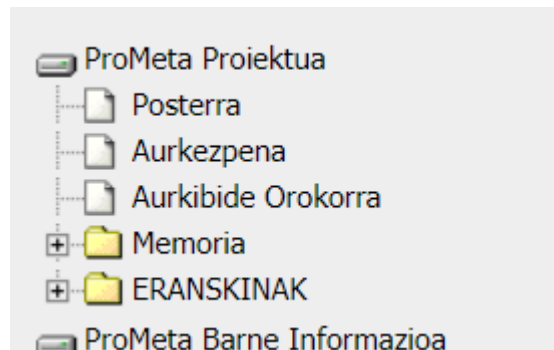 ProMeta Proiektua
Posterra
Aurkezpena
Aurkibide Orokorra
Memoria
ERANSKINAK
ProMeta Barne Informazioa